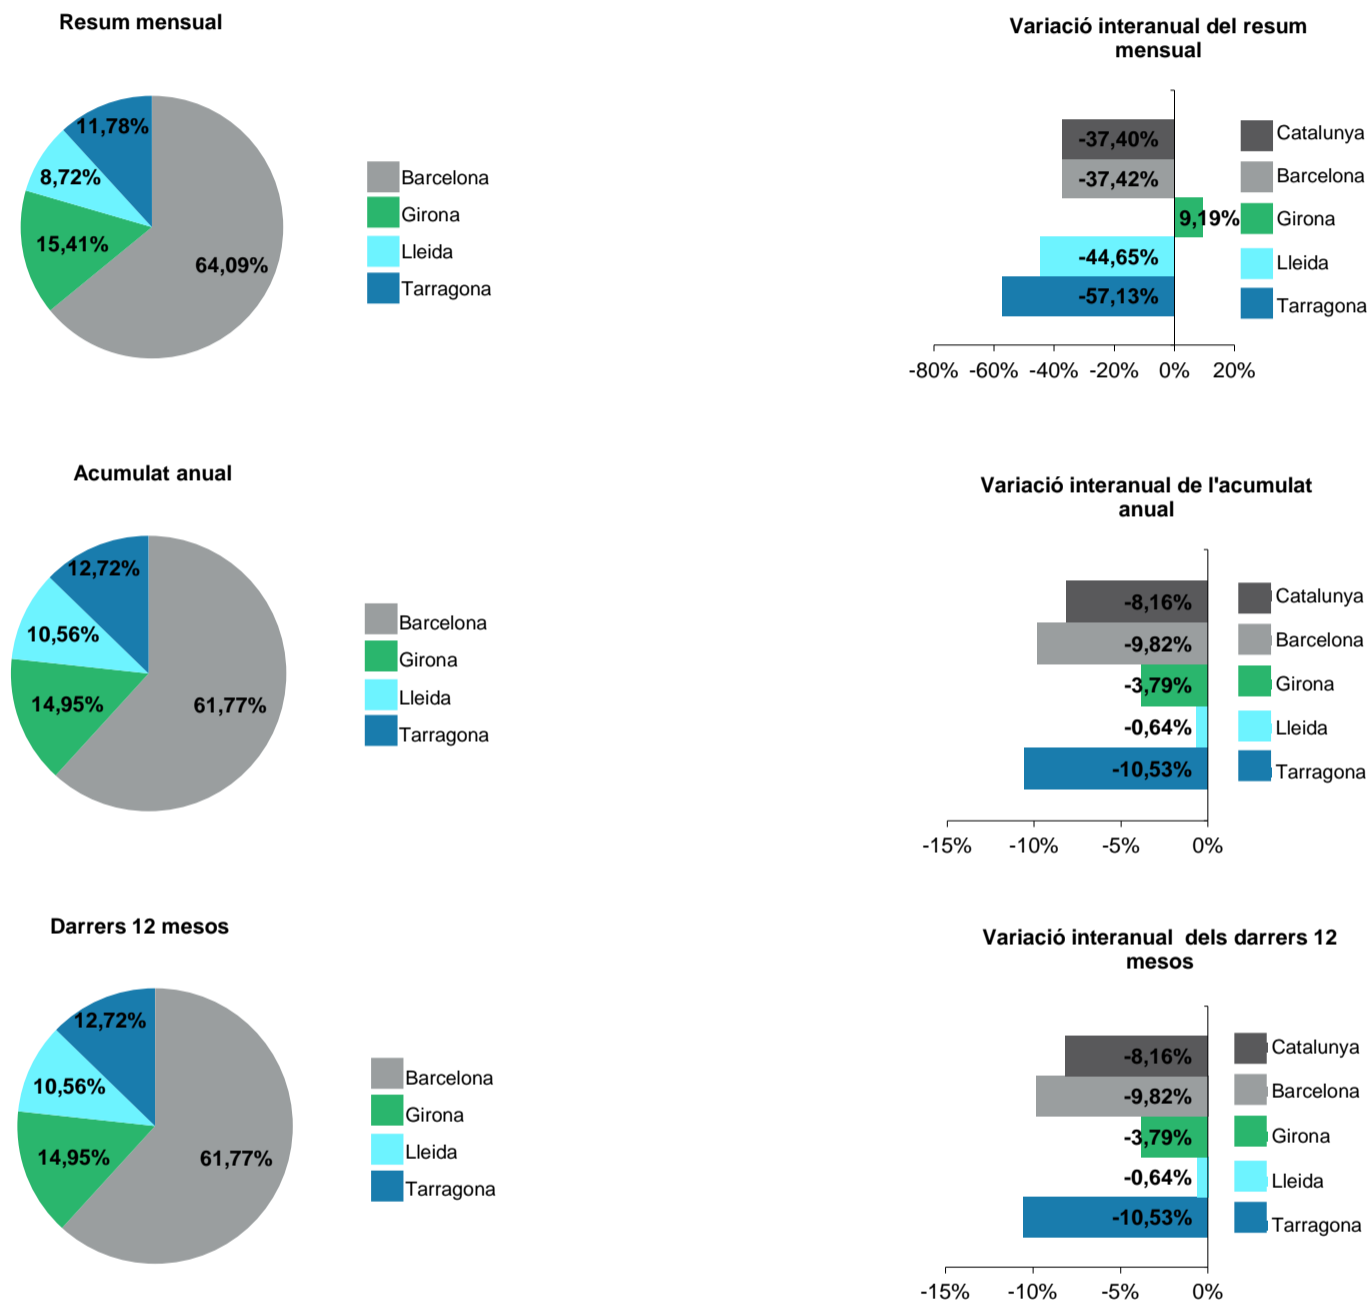 Resum mensual
11,78%
8,72%
15,41%
64,09%
Barcelona
Girona
Lleida
Tarragona
Variació interanual del resum
mensual
-37,40%
-37,42%
9,19%
-44,65%
-57,13%
Catalunya
Barcelona
Girona
Lleida
Tarragona
-80% -60% -40% -20% 0% 20%
Acumulat anual
12,72%
10,56%
14,95%
61,77%
Barcelona
Girona
Lleida
Tarragona
Variació interanual de l'acumulat
anual
-8,16%
-9,82%
-3,79%
-0,64%
-10,53%
Catalunya
Barcelona
Girona
Lleida
Tarragona
-15% -10% -5% 0%
Darrers 12 mesos
12,72%
10,56%
14,95%
61,77%
Barcelona
Girona
Lleida
Tarragona
Variació interanual  dels darrers 12
mesos
-8,16%
-9,82%
-3,79%
-0,64%
-10,53%
Catalunya
Barcelona
Girona
Lleida
Tarragona
-15% -10% -5% 0%